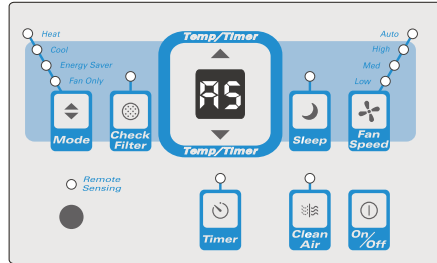 Heat
Cool
Energy Saver
Fan Only
Temp/Timer
Auto
High
Med
Low
AS
Mode
Check
Filter
Temp/Timer
Sleep
Fan
Speed
Remote
Sensing
Timer
Clean
Air
On/Off